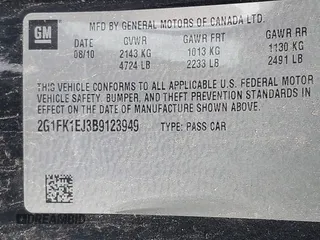 GM
MFD BY GENERAL MOTORS OF CANADA LTD.
DATE GVWR GAWR FRT GAWR RR
08/10 2143 KG 1013 KG 1130 KG
4724 LB 2233 LB 2491 LB
THIS VEHICLE CONFORMS TO ALL APPLICABLE U.S. FEDERAL MOTOR
VEHICLE SAFETY, BUMPER, AND THEFT PREVENTION STANDARDS IN
EFFECT ON THE DATE OF MANUFACTURE SHOWN ABOVE.
2G1FK1EJ3B9123949 TYPE: PASS CAR
DREAMBID